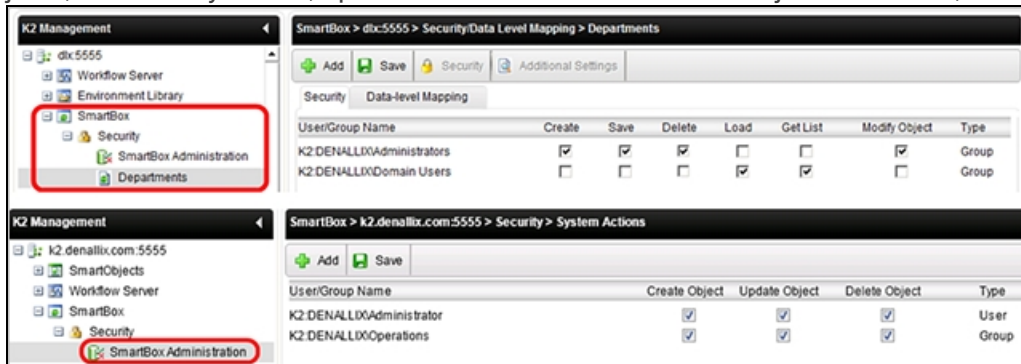 K2 Management
dlx:5555
Workflow Server
Environment Library
SmartBox
Security
SmartBox Administration
Departments
SmartBox > dlx:5555 > Security/Data Level Mapping > Departments
Add Save Security Additional Settings
Security Data-level Mapping
User/Group Name Create Save Delete Load Get List Modify Object Type
K2:DENALLIX\Administrators Group
K2:DENALLIX\Domain Users Group
K2 Management
k2.denallix.com:5555
SmartObjects
Workflow Server
SmartBox
Security
SmartBox Administration
SmartBox > k2.denallix.com:5555 > Security > System Actions
Add Save
User/Group Name Create Object Update Object Delete Object Type
K2:DENALLIX\Administrator User
K2:DENALLIX\Operations Group